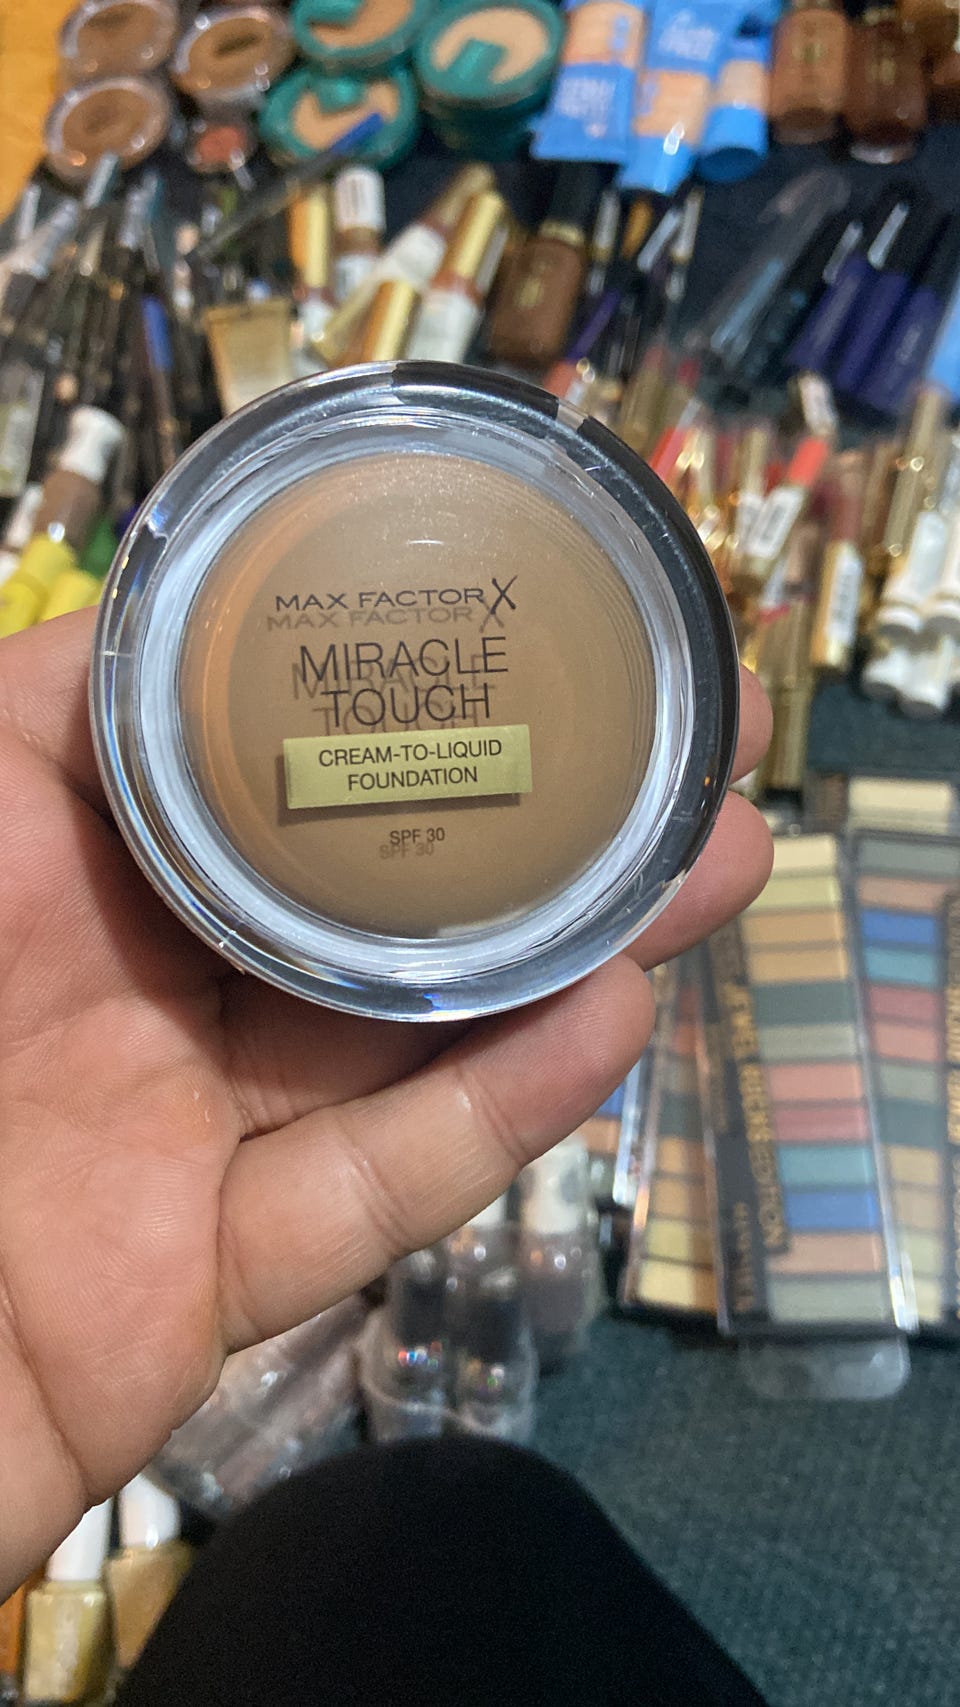 MAX FACTOR X
MIRACLE
TOUCH
CREAM-TO-LIQUID
FOUNDATION
SPF 30